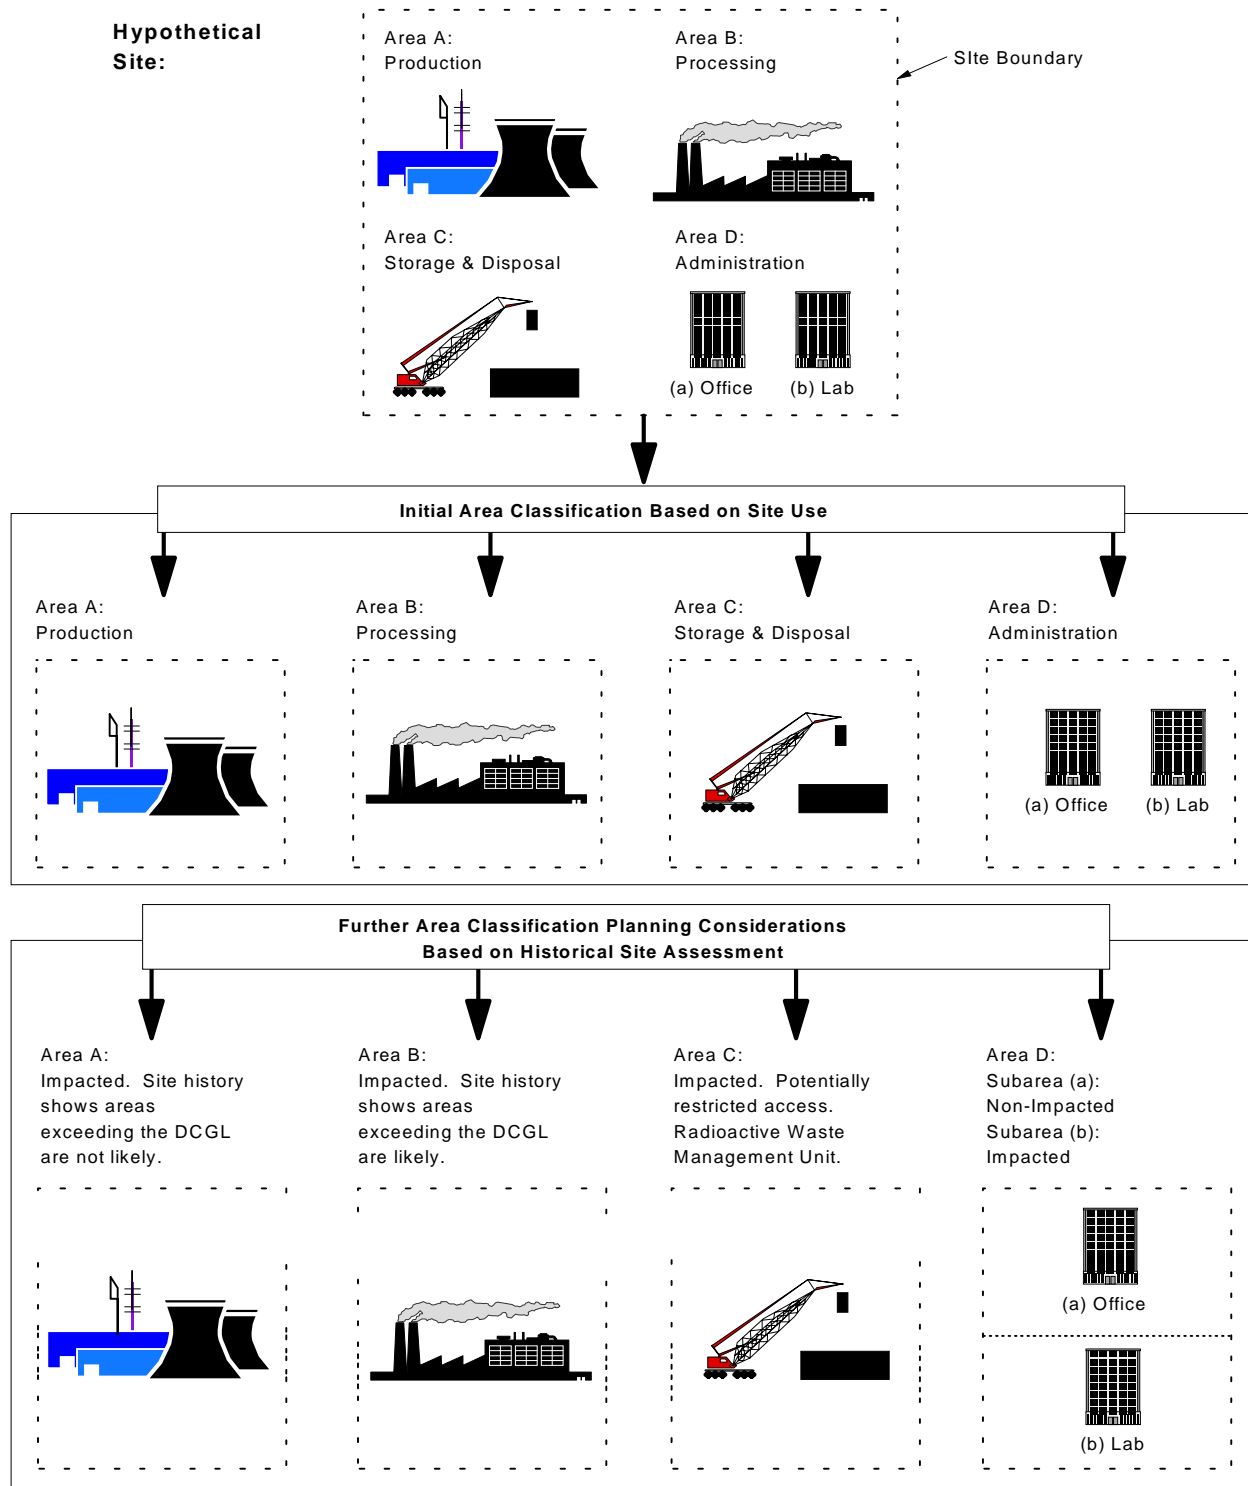 Hypothetical
Site:
Area A:
Production
Area B:
Processing
SIte Boundary
Area C:
Storage & Disposal
Area D:
Administration
(a) Office
(b) Lab
Initial Area Classification Based on Site Use
Area A:
Production
Area B:
Processing
Area C:
Storage & Disposal
Area D:
Administration
(a) Office
(b) Lab
Further Area Classification Planning Considerations
Based on Historical Site Assessment
Area A:
Impacted. Site history
shows areas
exceeding the DCGL
are not likely.
Area B:
Impacted. Site history
shows areas
exceeding the DCGL
are likely.
Area C:
Impacted. Potentially
restricted access.
Radioactive Waste
Management Unit.
Area D:
Subarea (a):
Non-Impacted
Subarea (b):
Impacted
(a) Office
(b) Lab